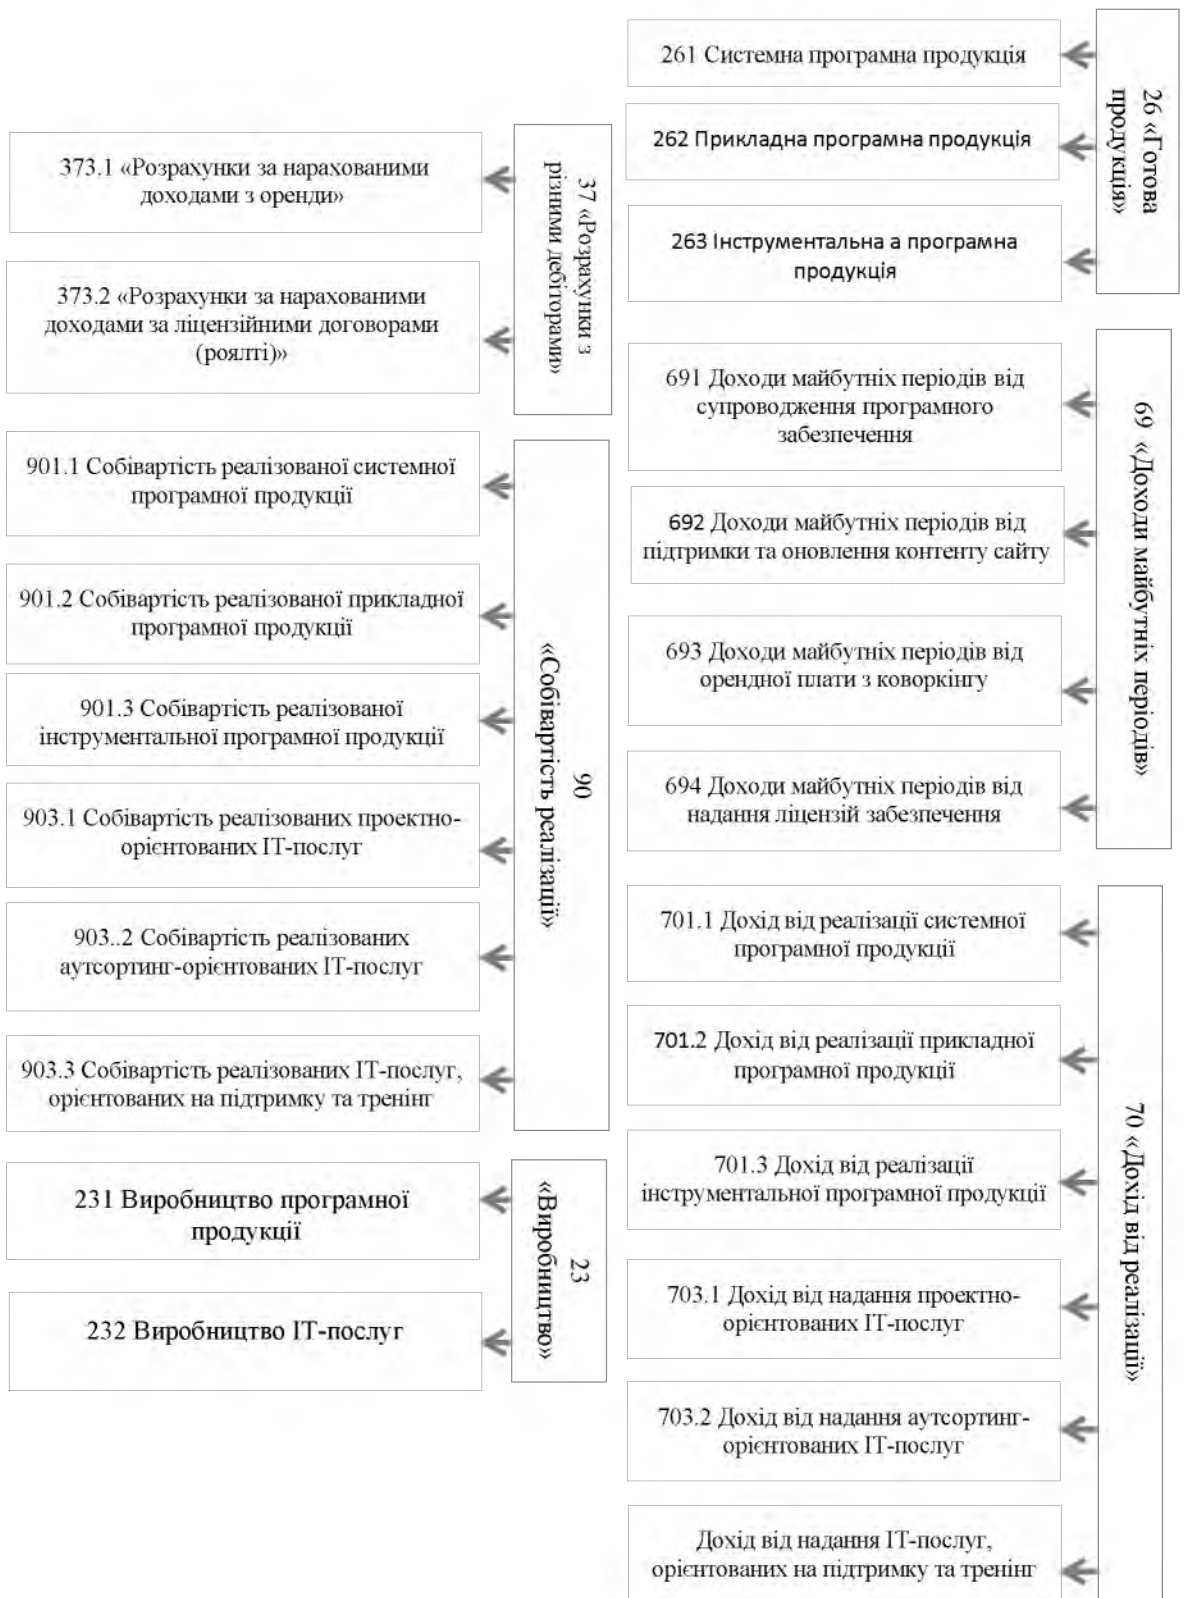 261 Системна програмна продукція
262 Прикладна програмна продукція
263 Інструментальна а програмна
продукція
26 «Готова
продукція»
373.1 «Розрахунки за нарахованими
доходами з оренди»
373.2 «Розрахунки за нарахованими
доходами за ліцензійними договорами
(роялті)»
37 «Розрахунки з
різними дебіторами»
691 Доходи майбутніх періодів від
супроводження програмного
забезпечення
692 Доходи майбутніх періодів від
підтримки та оновлення контенту сайту
693 Доходи майбутніх періодів від
орендної плати з коворкінгу
694 Доходи майбутніх періодів від
надання ліцензій забезпечення
69 «Доходи майбутніх періодів»
901.1 Собівартість реалізованої системної
програмної продукції
901.2 Собівартість реалізованої прикладної
програмної продукції
901.3 Собівартість реалізованої
інструментальної програмної продукції
903.1 Собівартість реалізованих проектно-
орієнтованих ІТ-послуг
903..2 Собівартість реалізованих
аутсортинг-орієнтованих ІТ-послуг
903.3 Собівартість реалізованих ІТ-послуг,
орієнтованих на підтримку та тренінг
90
«Собівартість реалізації»
701.1 Дохід від реалізації системної
програмної продукції
701.2 Дохід від реалізації прикладної
програмної продукції
701.3 Дохід від реалізації
інструментальної програмної продукції
703.1 Дохід від надання проектно-
орієнтованих ІТ-послуг
703.2 Дохід від надання аутсортинг-
орієнтованих ІТ-послуг
Дохід від надання ІТ-послуг,
орієнтованих на підтримку та тренінг
70 «Дохід від реалізації»
231 Виробництво програмної
продукції
232 Виробництво ІТ-послуг
23
«Виробництво»